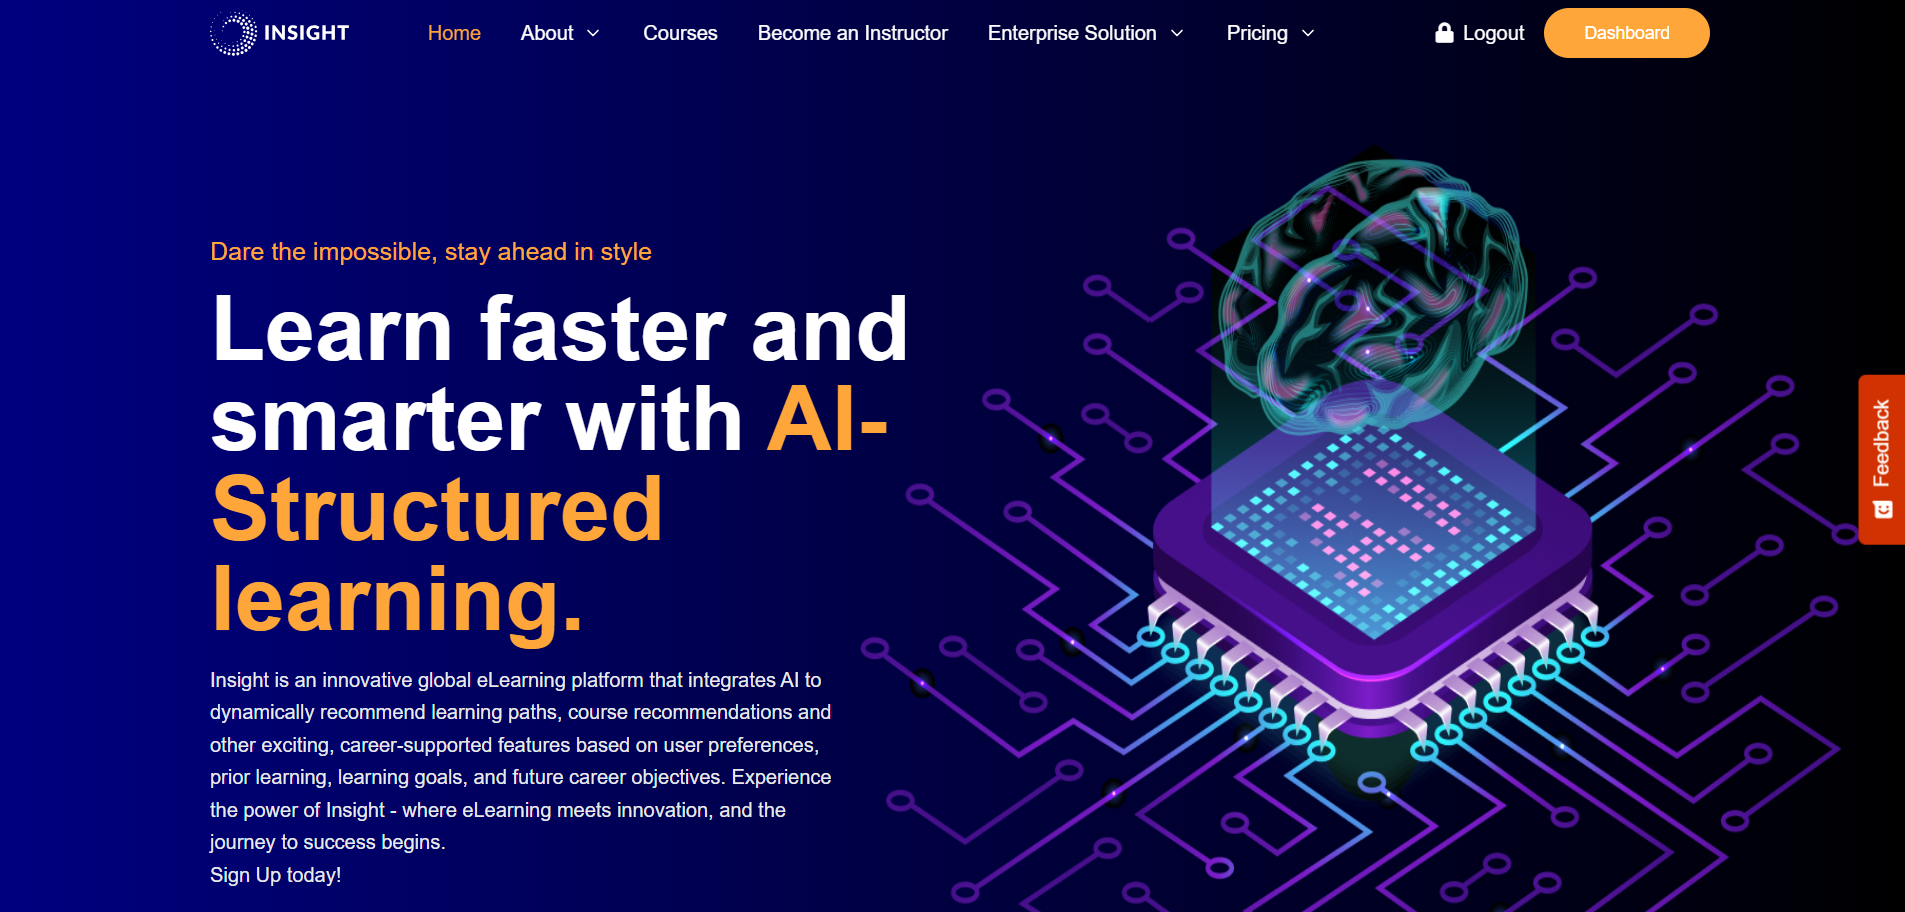 INSIGHT
Home
About
Courses
Become an Instructor
Enterprise Solution
Pricing
Logout
Dashboard
Dare the impossible, stay ahead in style
Learn faster and
smarter with AI-
Structured
learning.
Insight is an innovative global eLearning platform that integrates AI to
dynamically recommend learning paths, course recommendations and
other exciting, career-supported features based on user preferences,
prior learning, learning goals, and future career objectives. Experience
the power of Insight - where eLearning meets innovation, and the
journey to success begins.
Sign Up today!
Feedback